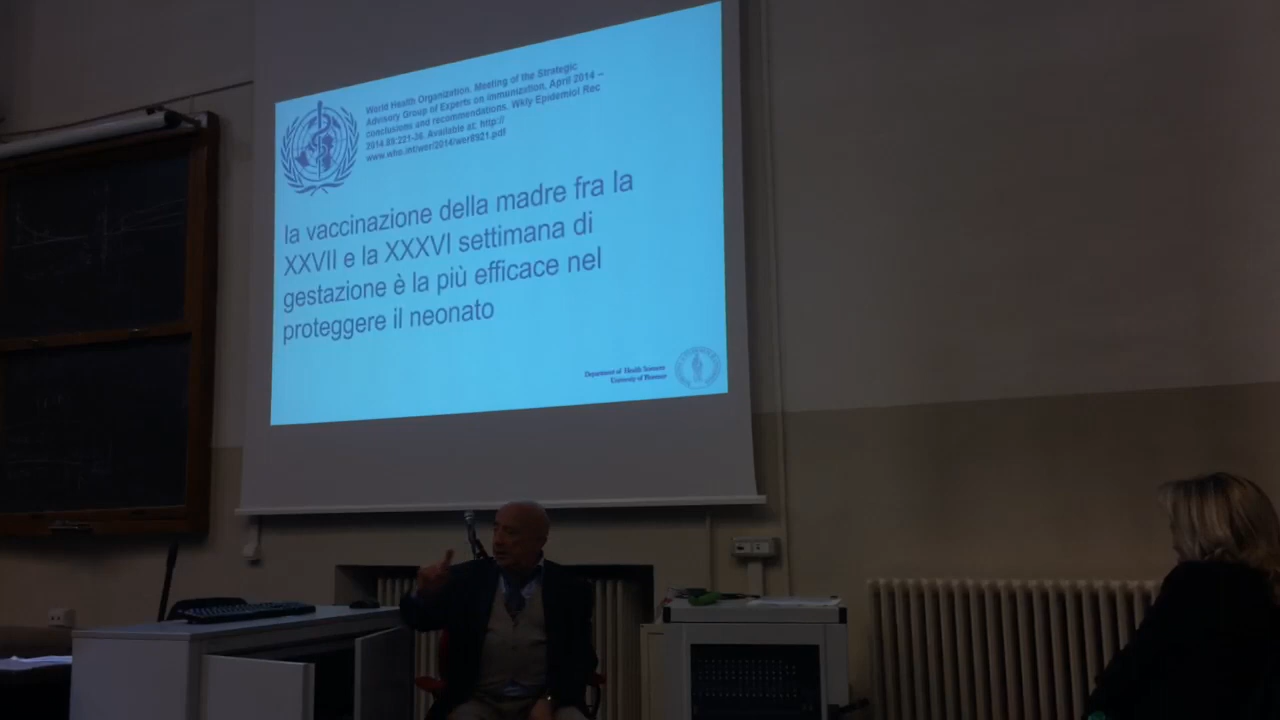 World Health Organization. Meeting of the Strategic
Advisory Group of Experts on immunization, April 2014 –
conclusions and recommendations. Wkly Epidemiol Rec
2014;89:221-36. Available at: http://
www.who.int/wer/2014/wer8921.pdf
la vaccinazione della madre fra la
XXVII e la XXXVI settimana di
gestazione è la più efficace nel
proteggere il neonato
Department of Health Sciences
University of Florence